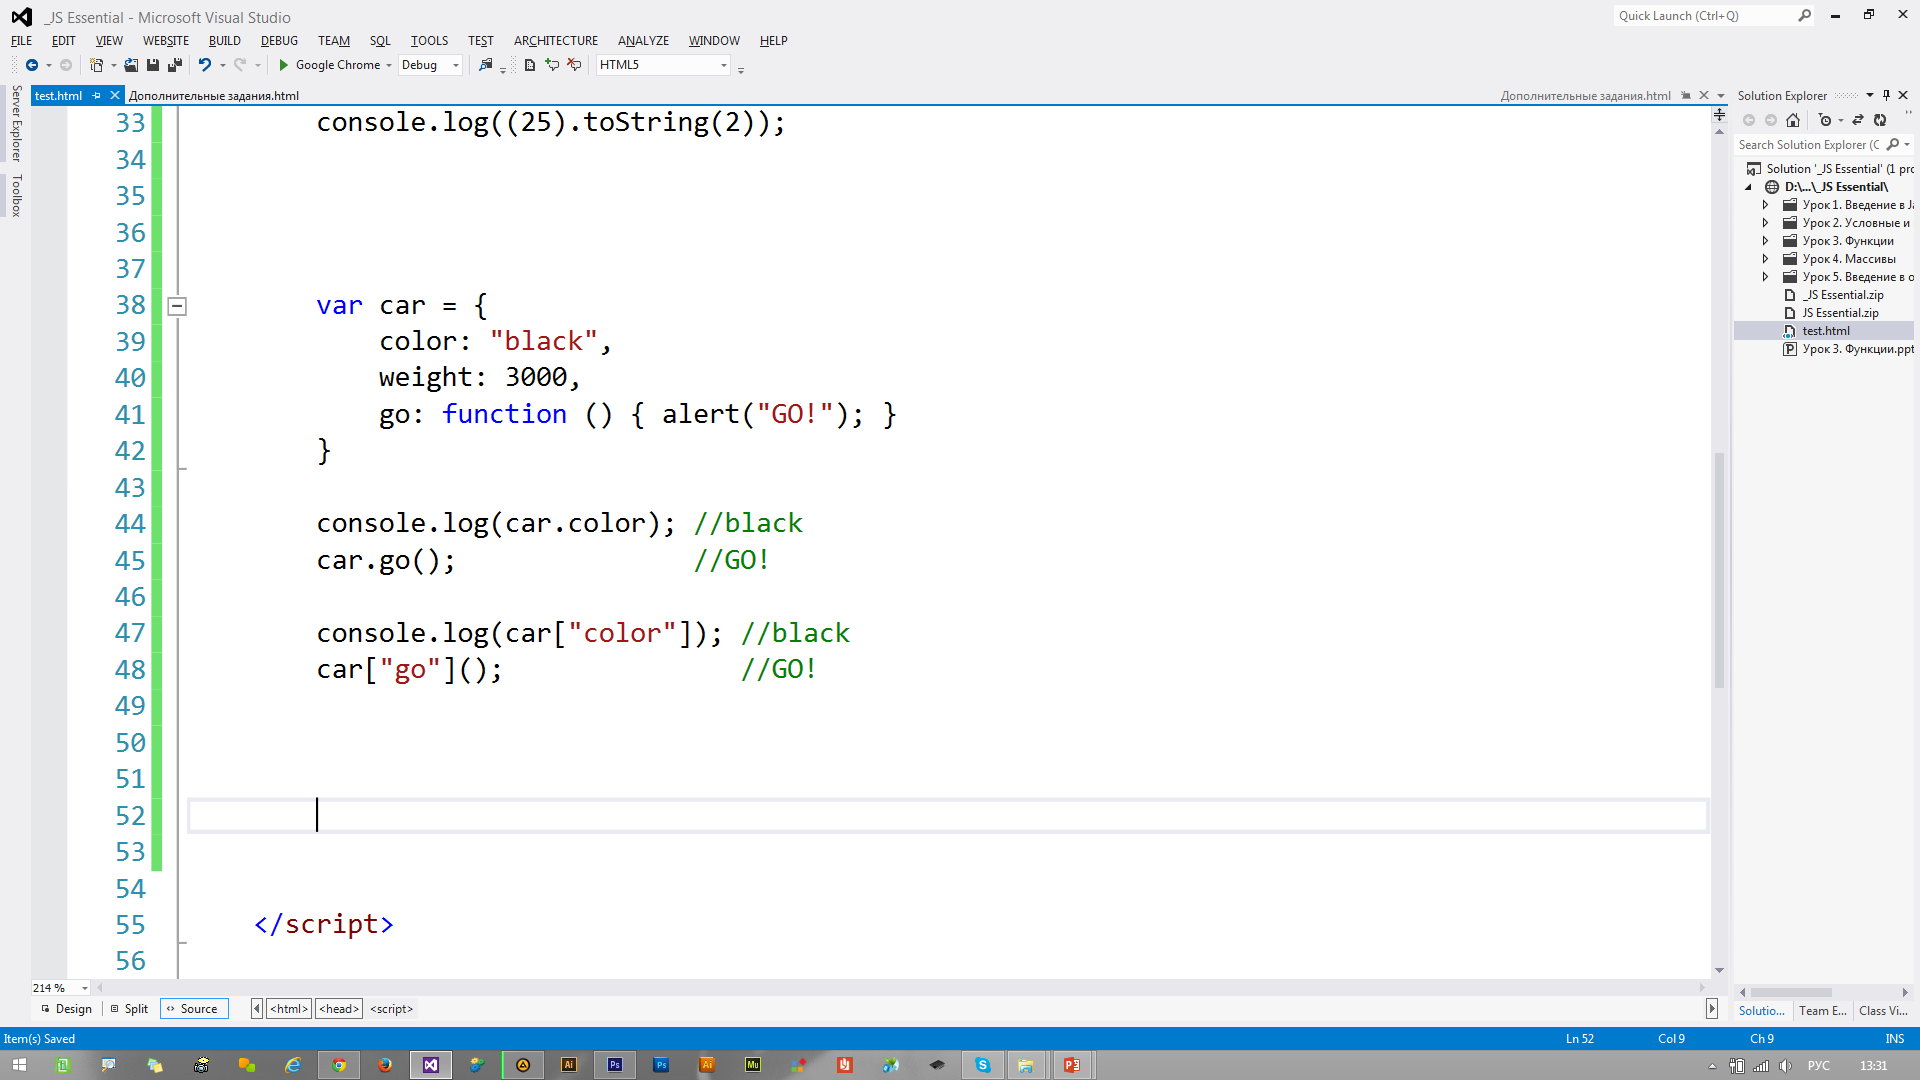 _JS Essential - Microsoft Visual Studio
Quick Launch (Ctrl+Q)
FILE EDIT VIEW WEBSITE BUILD DEBUG TEAM SQL TOOLS TEST ARCHITECTURE ANALYZE WINDOW HELP
Google Chrome Debug HTML5
Server Explorer
Toolbox
test.html Дополнительные задания.html
Дополнительные задания.html
33 console.log((25).toString(2));
34
35
36
37
38 var car = {
39 color: "black",
40 weight: 3000,
41 go: function () { alert("GO!"); }
42 }
43
44 console.log(car.color); //black
45 car.go(); //GO!
46
47 console.log(car["color"]); //black
48 car["go"](); //GO!
49
50
51
52
53
54
55 </script>
56
214 %
Design Split Source <html> <head> <script>
Solution Explorer
Search Solution Explorer (C
Solution '_JS Essential' (1 pro
D:\...\_JS Essential\
Урок 1. Введение в Ja
Урок 2. Условные и
Урок 3. Функции
Урок 4. Массивы
Урок 5. Введение в о
_JS Essential.zip
JS Essential.zip
test.html
Урок 3. Функции.ppt
Solutio... Team E... Class Vi...
Item(s) Saved Ln 52 Col 9 Ch 9 INS
Ai Ps Ps Ai Mu РУС 13:31